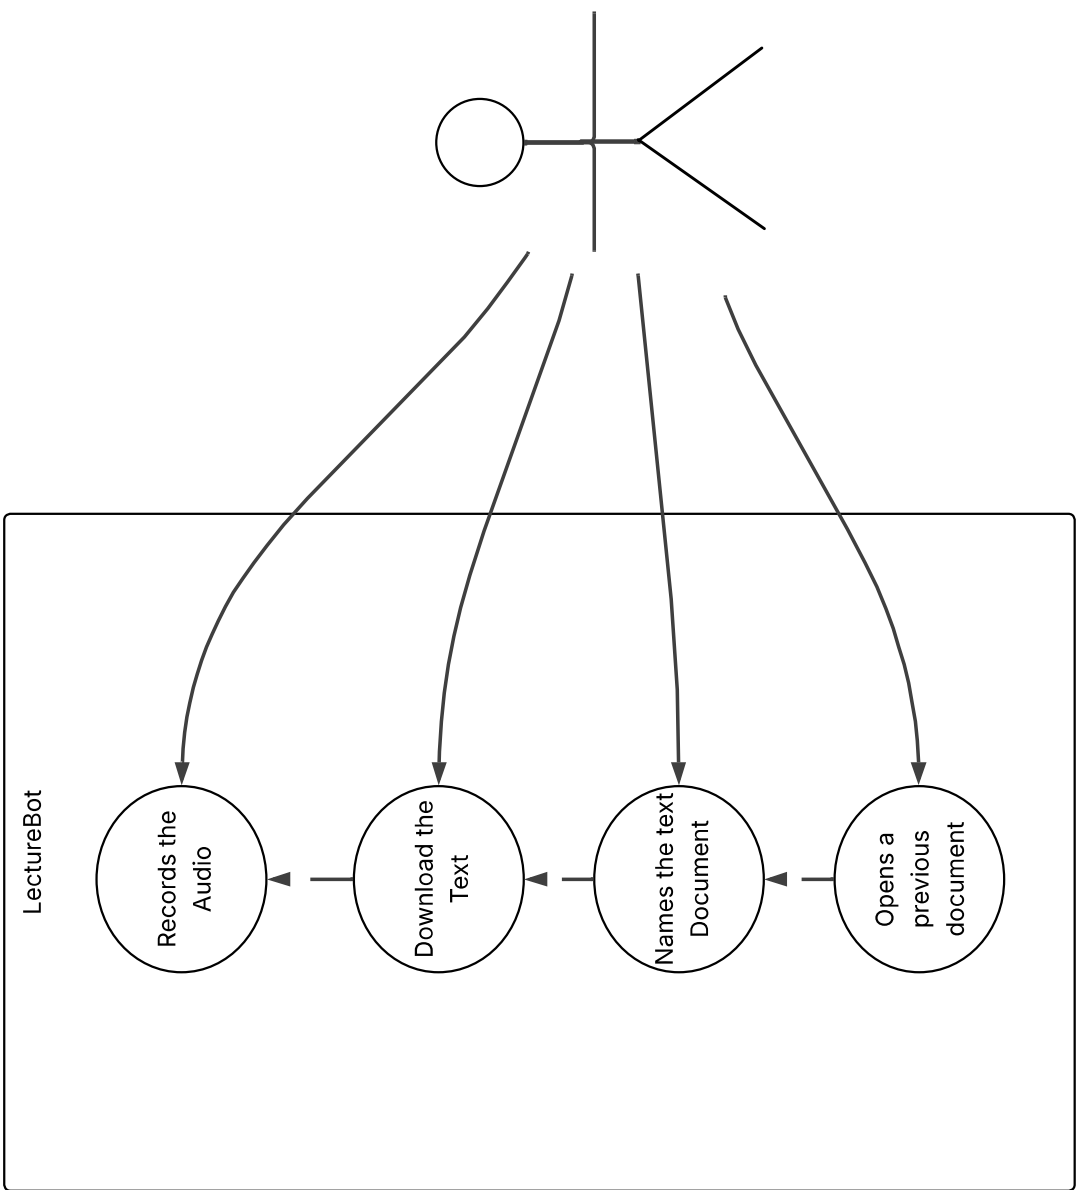 LectureBot
Records the
Audio
Download the
Text
Names the text
Document
Opens a
previous
document